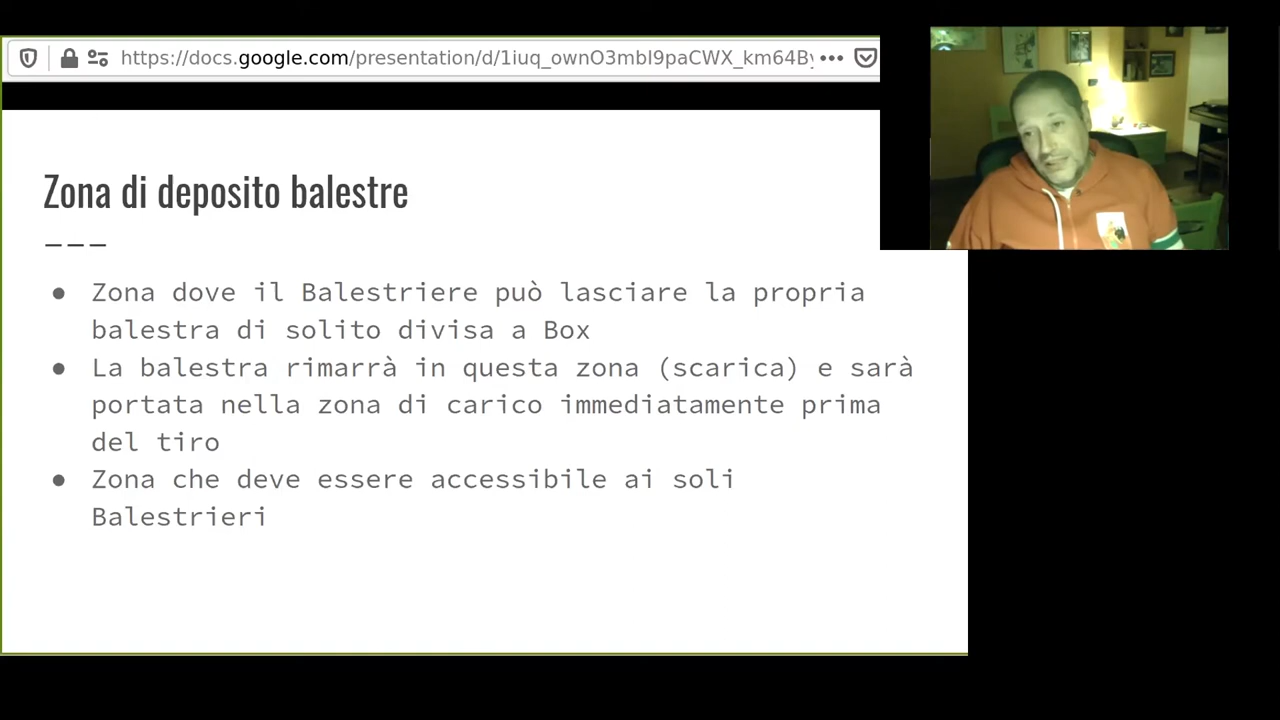 https://docs.google.com/presentation/d/1iuq_ownO3mbl9paCWX_km64By
Zona di deposito balestre
● Zona dove il Balestriere può lasciare la propria
balestra di solito divisa a Box
● La balestra rimarrà in questa zona (scarica) e sarà
portata nella zona di carico immediatamente prima
del tiro
● Zona che deve essere accessibile ai soli
Balestrieri